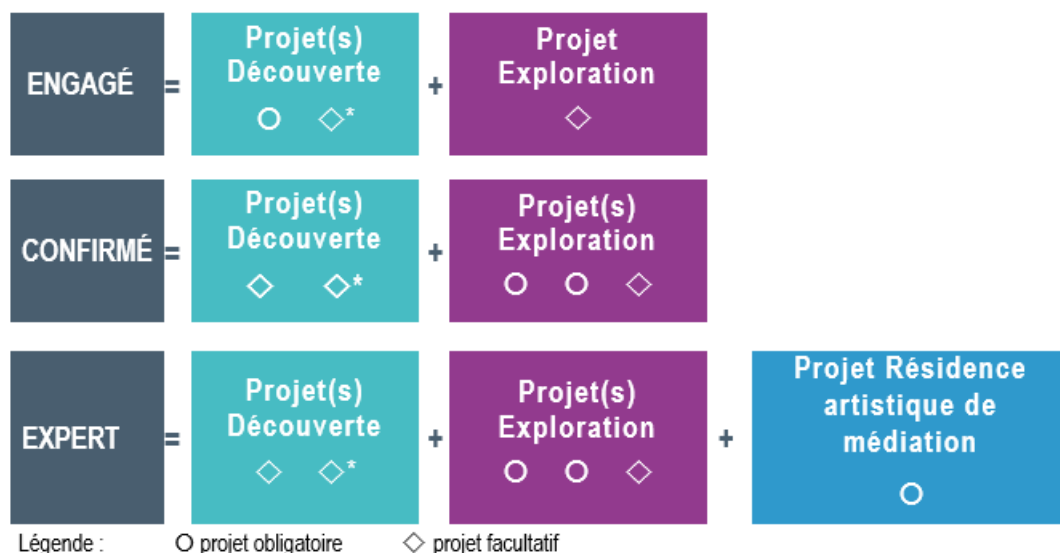 ENGAGÉ = Projet(s) Découverte ○ ◇* + Projet Exploration ◇
CONFIRMÉ = Projet(s) Découverte ◇ ◇* + Projet(s) Exploration ○ ○ ◇
EXPERT = Projet(s) Découverte ◇ ◇* + Projet(s) Exploration ○ ○ ◇ + Projet Résidence artistique de médiation ○
Légende : ○ projet obligatoire ◇ projet facultatif